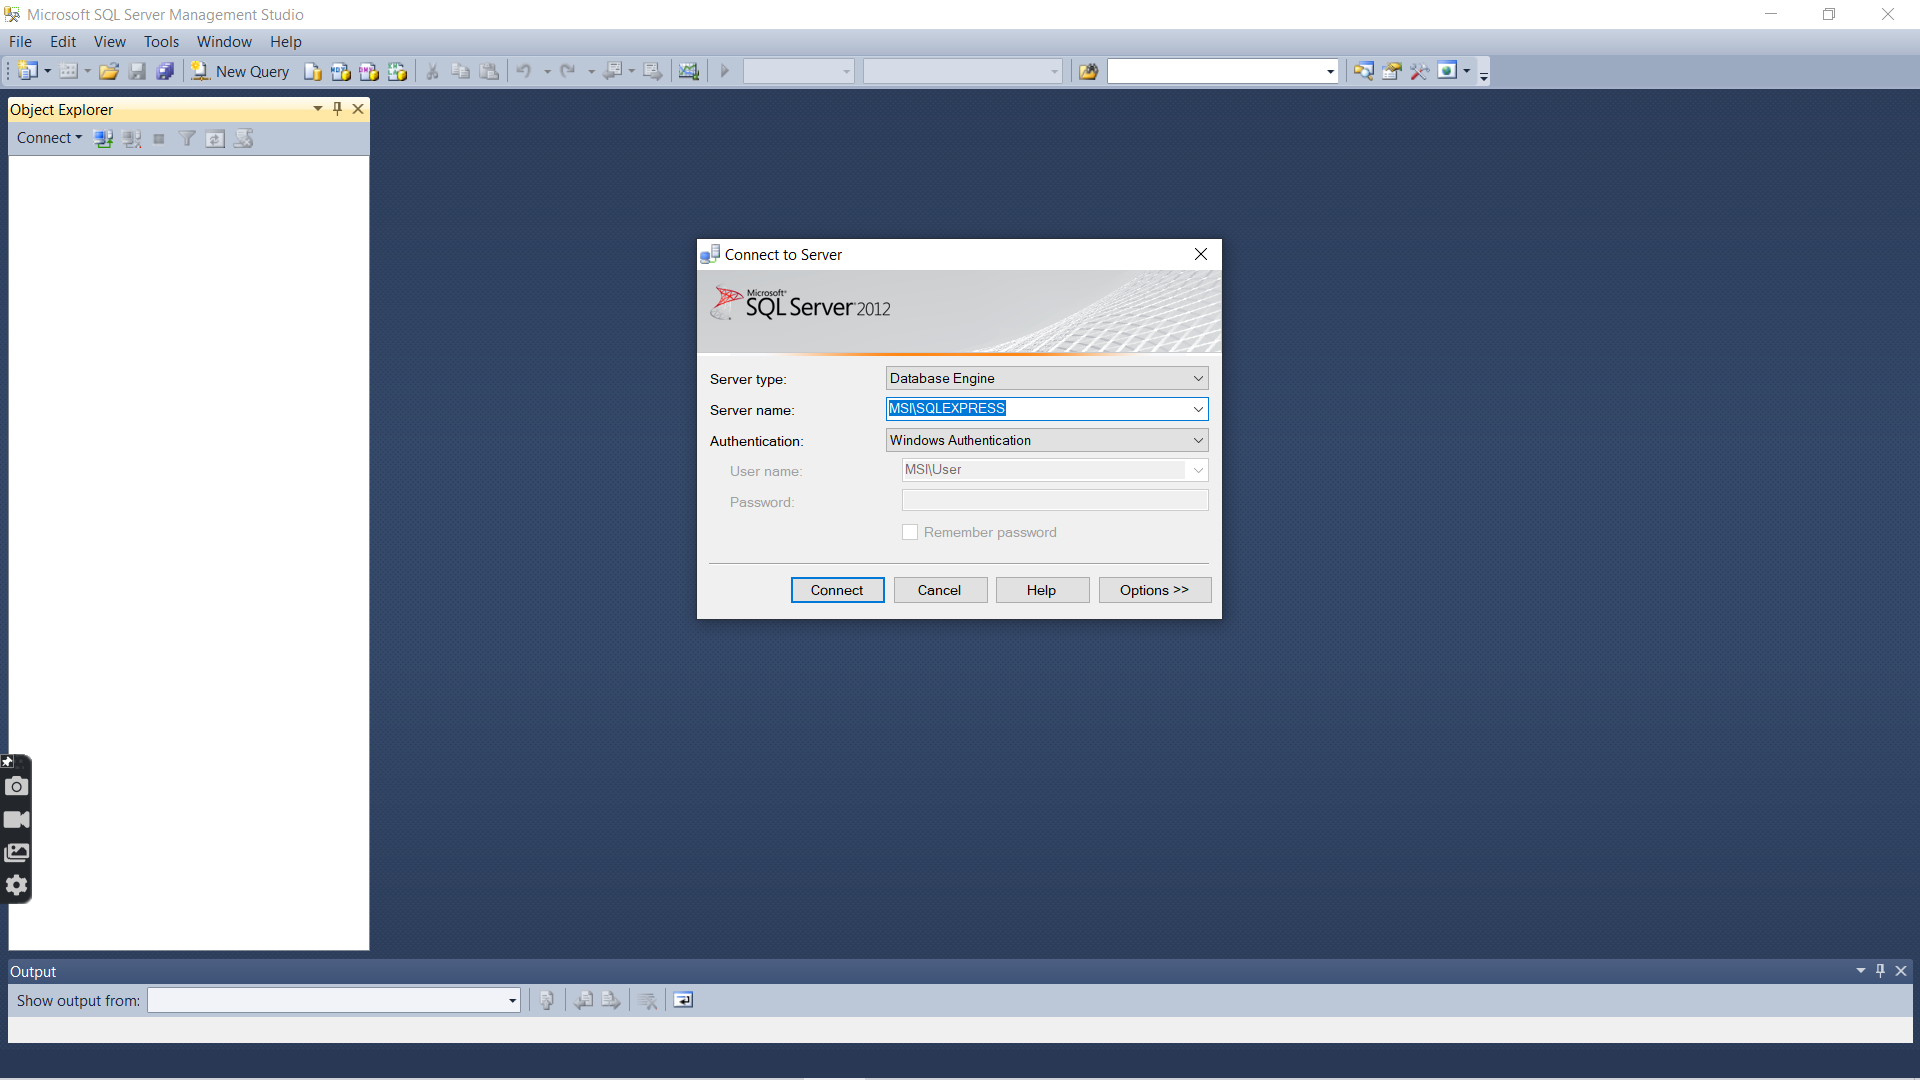 Microsoft SQL Server Management Studio
File Edit View Tools Window Help
New Query
Object Explorer
Connect
Connect to Server
Microsoft®
SQL Server 2012
Server type: Database Engine
Server name: MSI\SQLEXPRESS
Authentication: Windows Authentication
User name: MSI\User
Password:
Remember password
Connect Cancel Help Options >>
Output
Show output from: